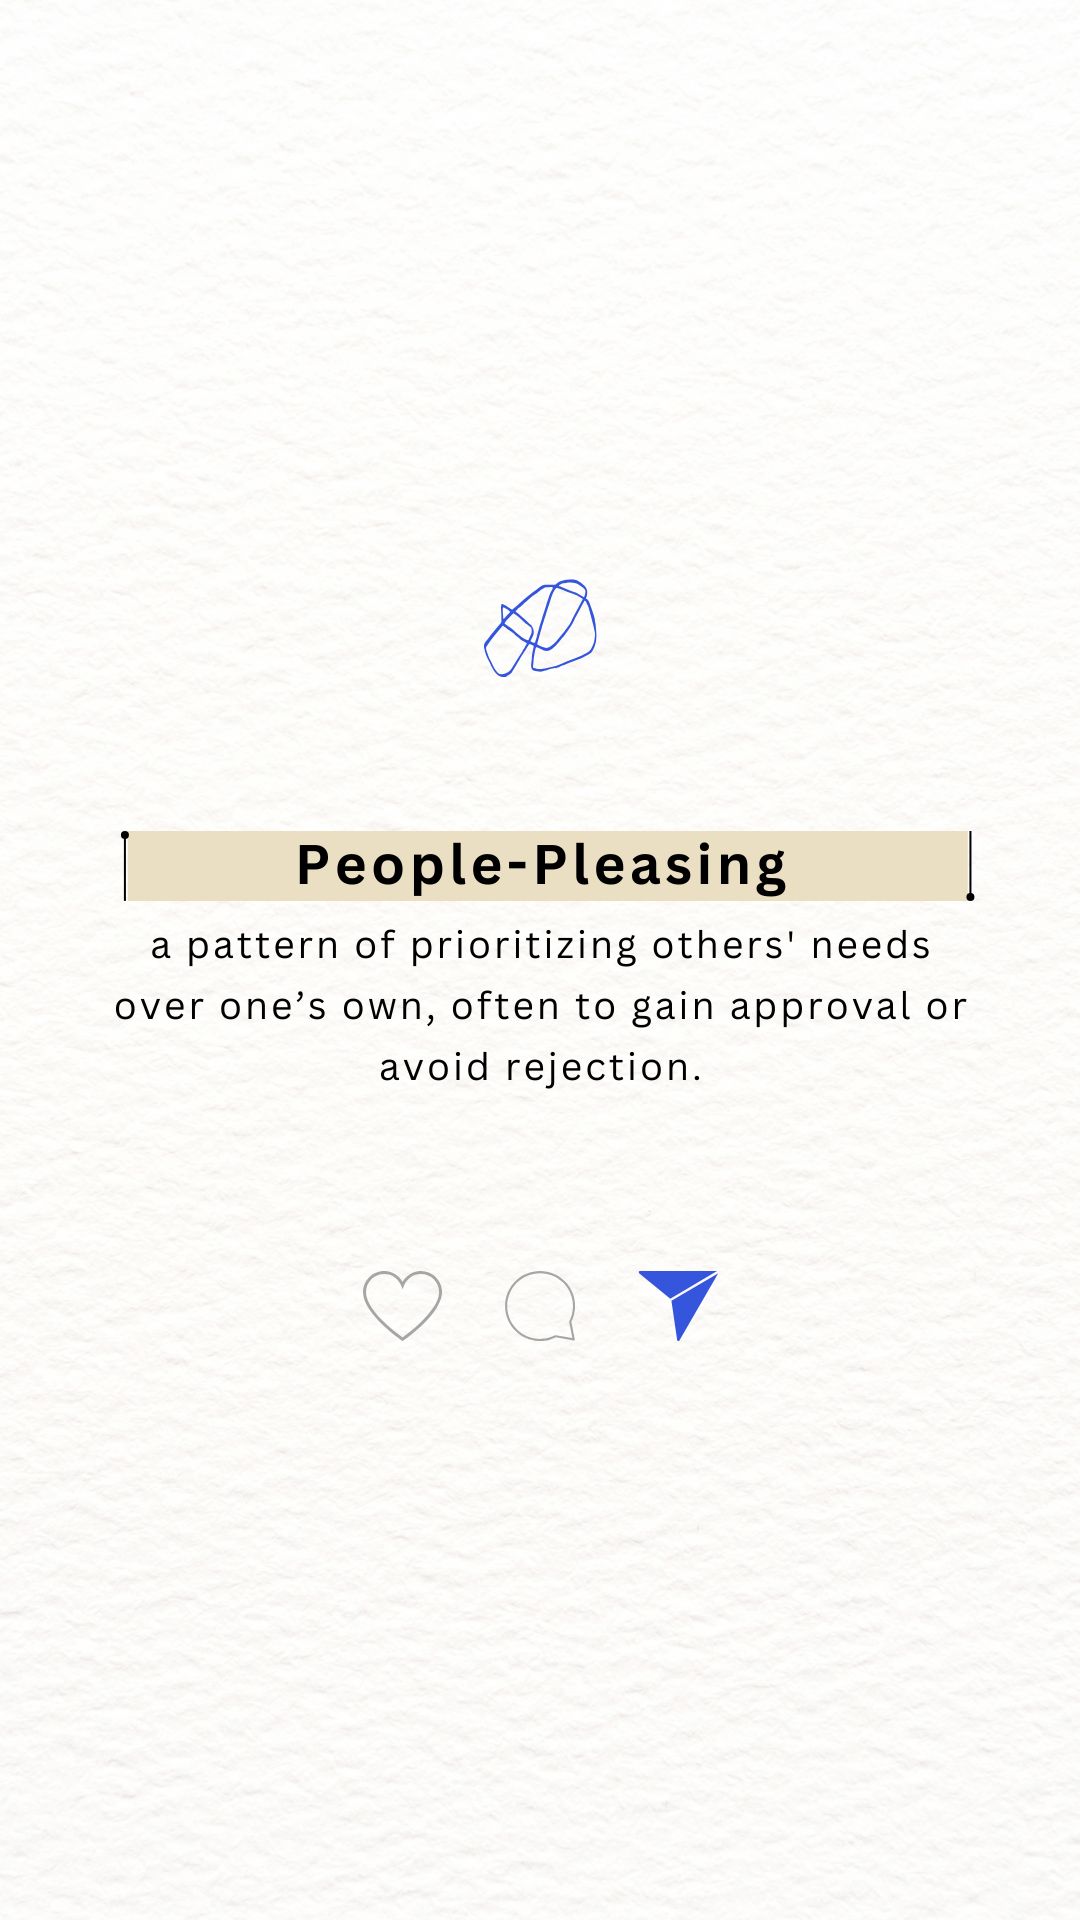 People-Pleasing
a pattern of prioritizing others' needs
over one’s own, often to gain approval or
avoid rejection.